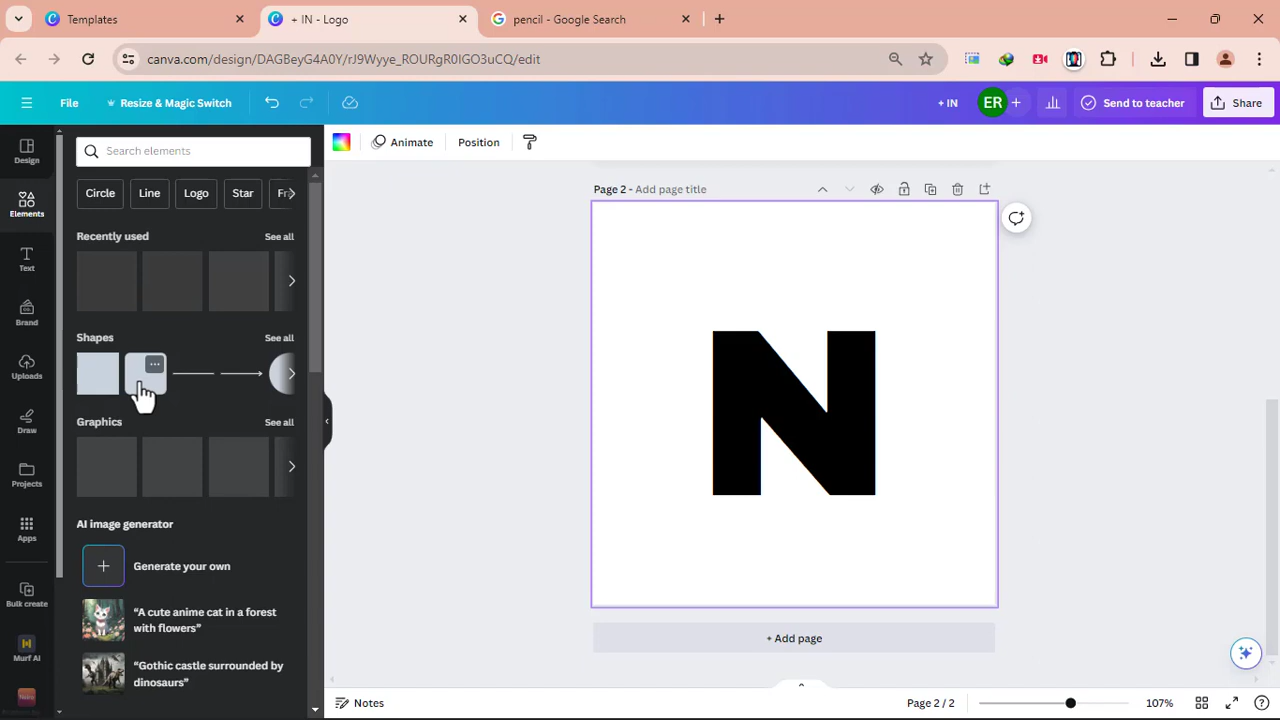 Templates
+ IN - Logo
pencil - Google Search
canva.com/design/DAGBeyG4A0Y/rJ9Wyye_ROURgR0IGO3uCQ/edit
File
Resize & Magic Switch
+ IN
ER
Send to teacher
Share
Design
Elements
Text
Brand
Uploads
Draw
Projects
Apps
Bulk create
Murf AI
Search elements
Circle
Line
Logo
Star
Recently used
See all
Shapes
See all
Graphics
See all
AI image generator
Generate your own
“A cute anime cat in a forest
with flowers”
“Gothic castle surrounded by
dinosaurs”
Animate
Position
Page 2 - Add page title
N
+ Add page
Notes
Page 2 / 2
107%